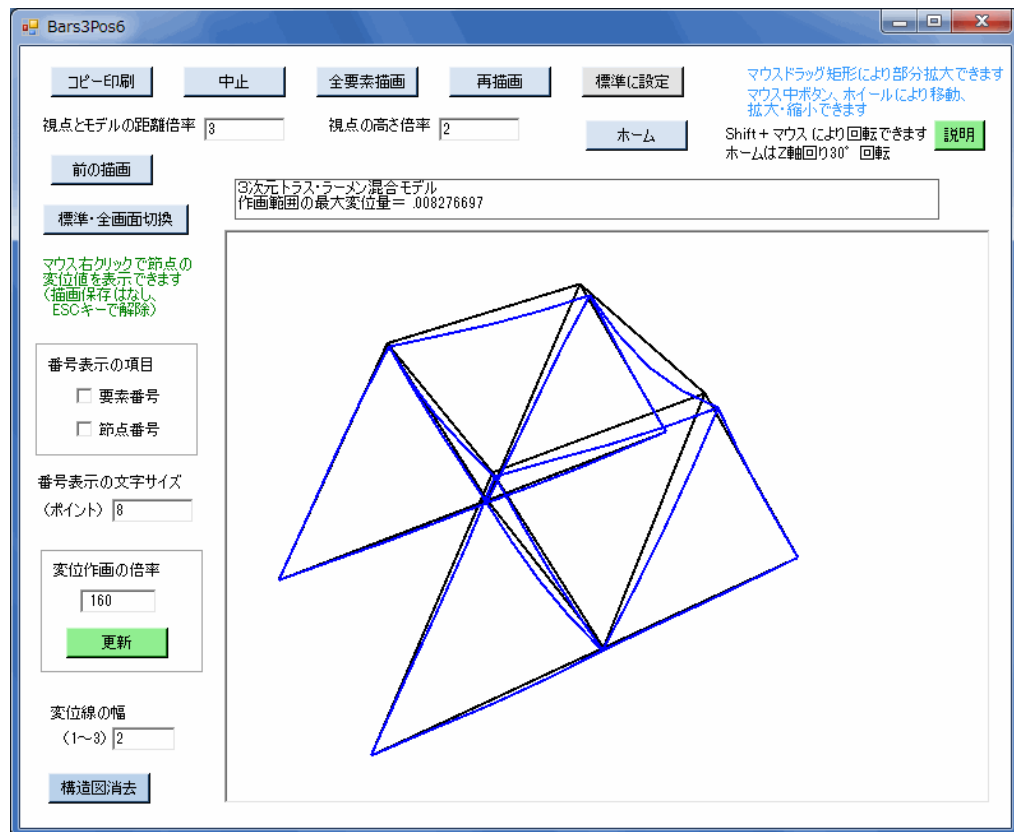 Bars3Pos6
コピー印刷
中止
全要素描画
再描画
標準に設定
マウスドラッグ矩形により部分拡大できます
マウス中ボタン、ホイールにより移動、
拡大・縮小できます
視点とモデルの距離倍率 3
視点の高さ倍率 2
ホーム
Shift+マウス により回転できます
ホームはZ軸回り30° 回転
説明
前の描画
標準・全画面切換
3次元トラス・ラーメン混合モデル
作画範囲の最大変位量= .008276697
マウス右クリックで節点の
変位値を表示できます
(描画保存はなし、
ESCキーで解除)
番号表示の項目
要素番号
節点番号
番号表示の文字サイズ
(ポイント) 8
変位作画の倍率
160
更新
変位線の幅
(1~3) 2
構造図消去